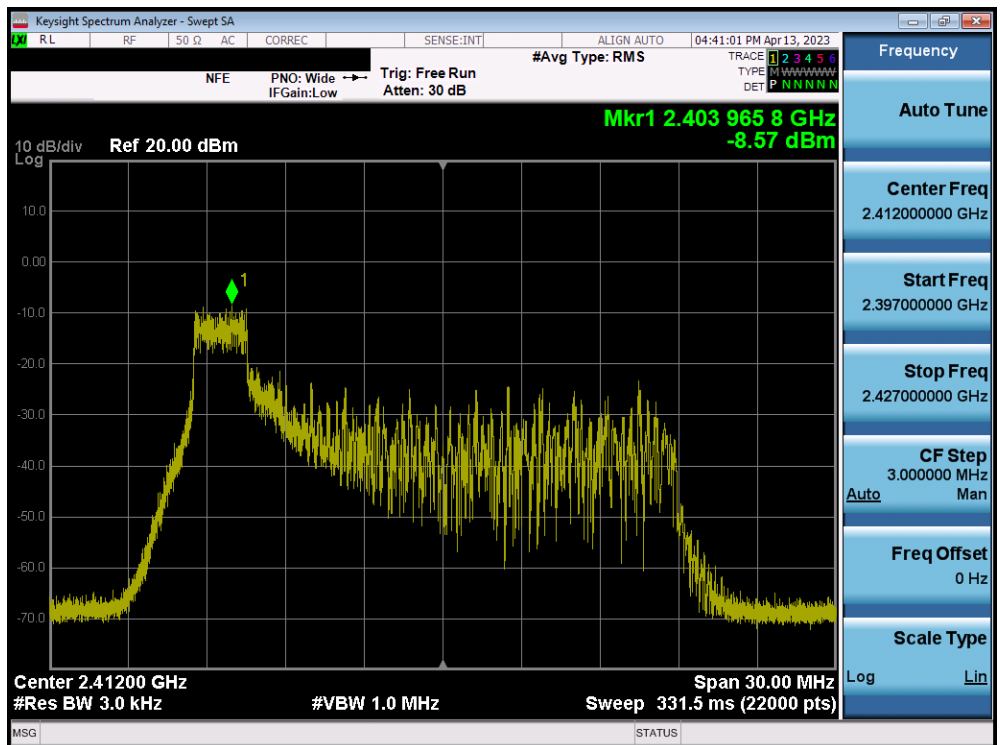 Keysight Spectrum Analyzer - Swept SA
LXI RL RF 50 Ω AC CORREC SENSE:INT ALIGN AUTO 04:41:01 PM Apr 13, 2023
NFE PNO: Wide Trig: Free Run #Avg Type: RMS TRACE 1 2 3 4 5 6
IFGain:Low Atten: 30 dB TYPE M WWWWW
DET P N N N N N
Mkr1 2.403 965 8 GHz
-8.57 dBm
10 dB/div Ref 20.00 dBm
Log
10.0
0.00
1
-10.0
-20.0
-30.0
-40.0
-50.0
-60.0
-70.0
Center 2.41200 GHz Span 30.00 MHz
#Res BW 3.0 kHz #VBW 1.0 MHz Sweep 331.5 ms (22000 pts)
MSG STATUS
Frequency
Auto Tune
Center Freq
2.412000000 GHz
Start Freq
2.397000000 GHz
Stop Freq
2.427000000 GHz
CF Step
3.000000 MHz
Auto Man
Freq Offset
0 Hz
Scale Type
Log Lin